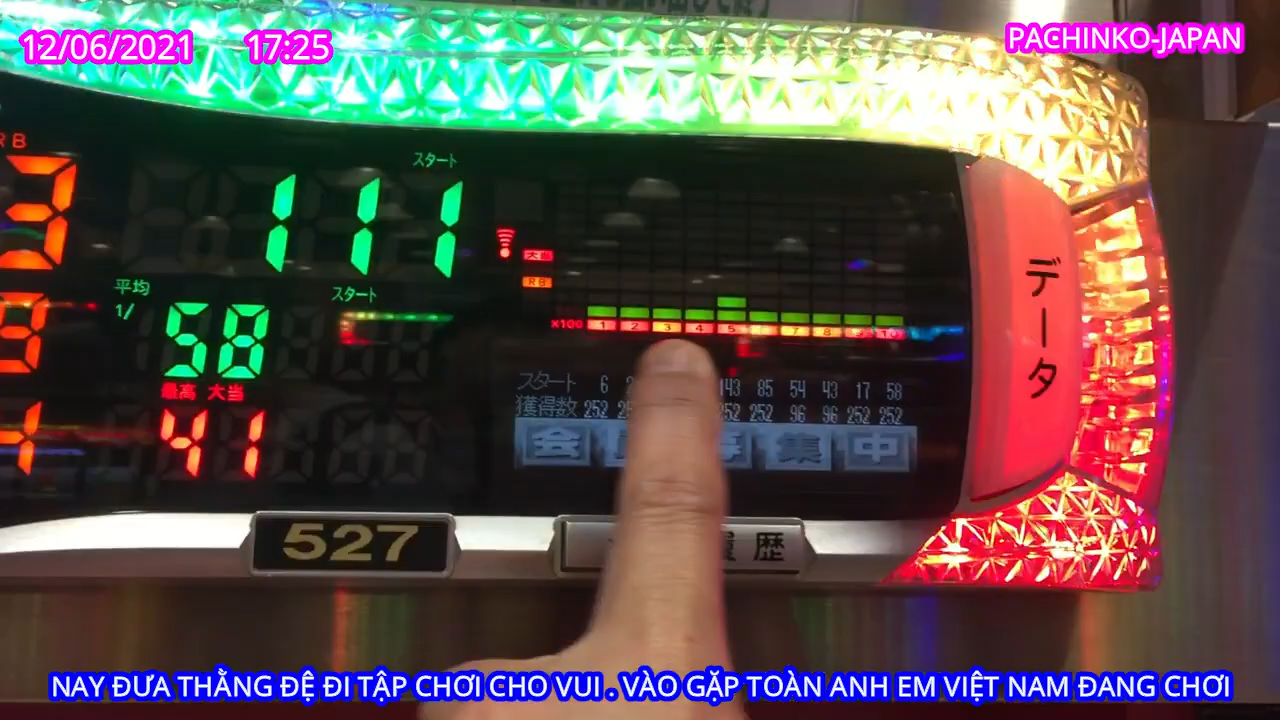 12/06/2021 17:25
PACHINKO-JAPAN
RB
3
スタート
111
平均
1/
58
スタート
最高 大当
41
大当
RB
×100 1 2 3 4 5 7 8 9 10
スタート 6 143 85 54 43 17 58
獲得数 252 252 252 96 96 252 252
会 集 中
データ
527
歴
NAY ĐƯA THẰNG ĐỆ ĐI TẬP CHƠI CHO VUI . VÀO GẶP TOÀN ANH EM VIỆT NAM ĐANG CHƠI